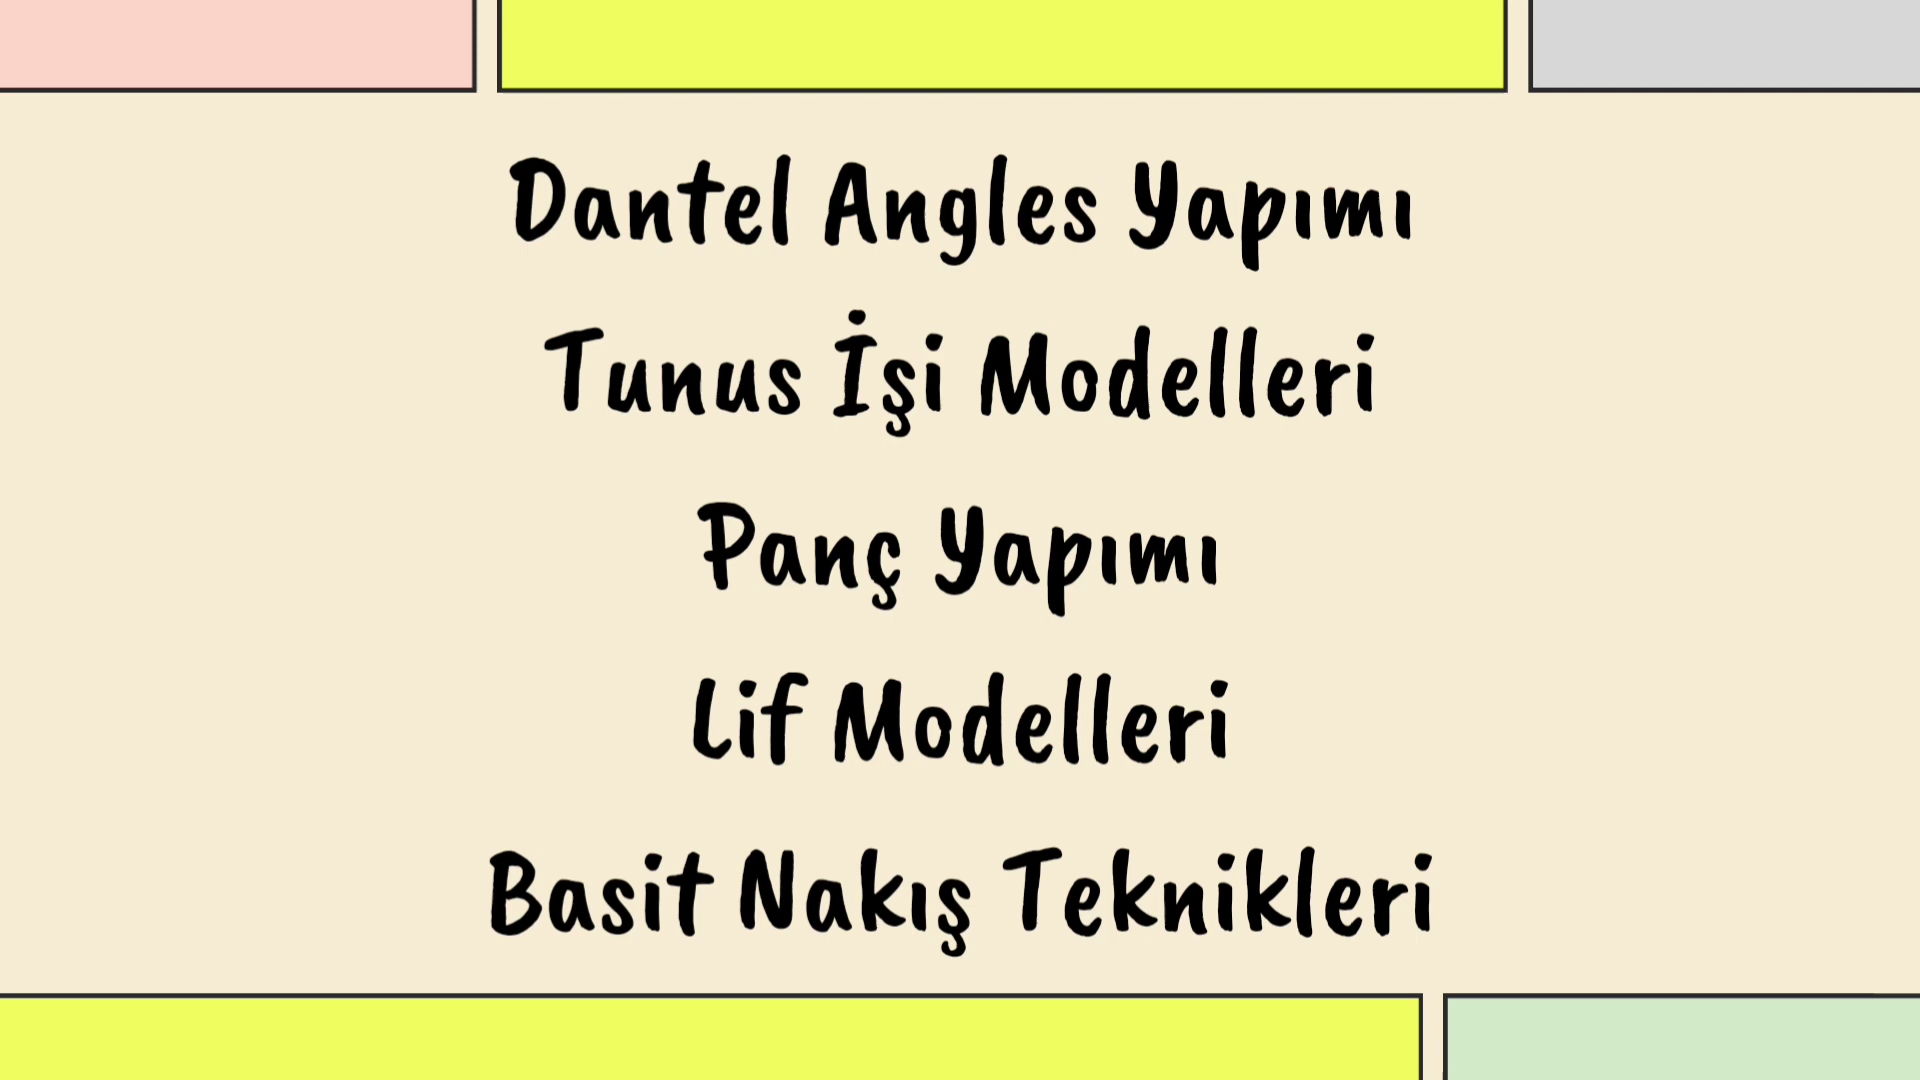 Dantel Angles Yapımı
Tunus İşi Modelleri
Panç Yapımı
Lif Modelleri
Basit Nakış Teknikleri